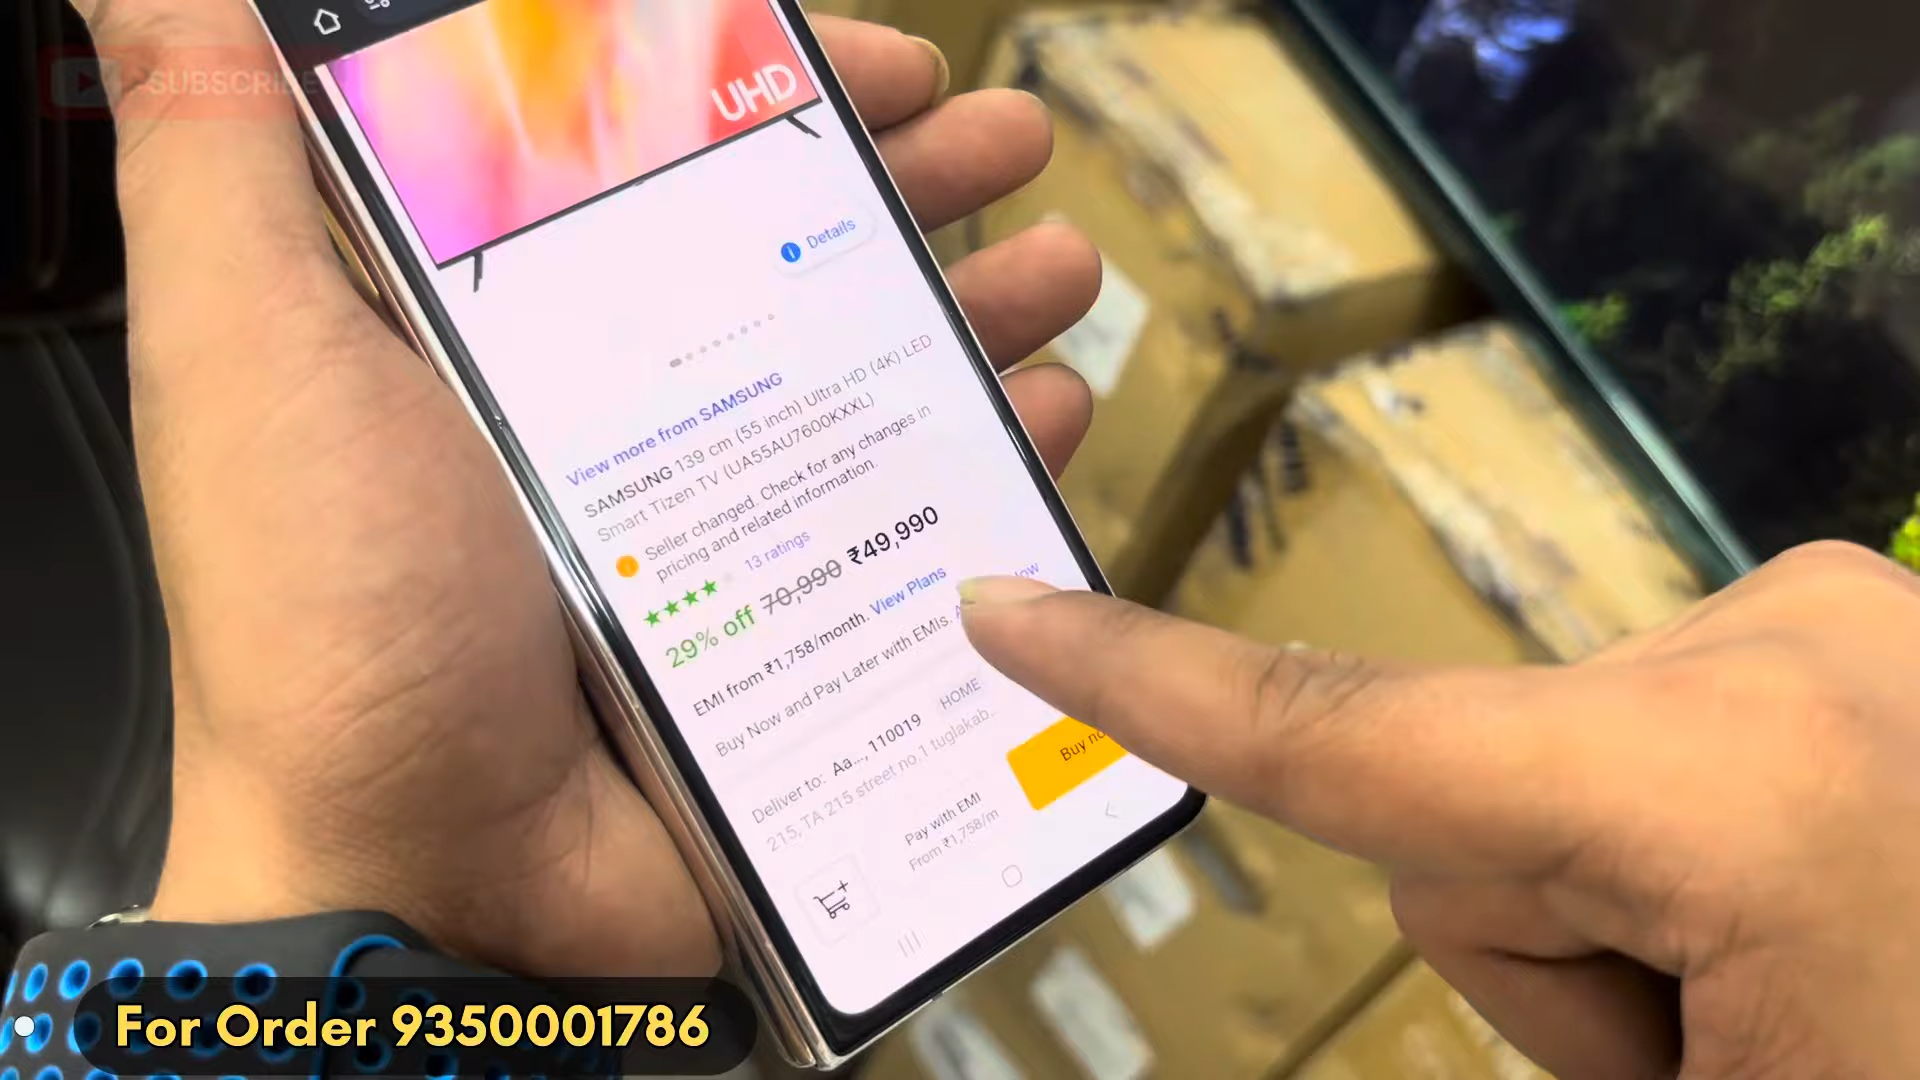 SUBSCRIBE
UHD
Details
View more from SAMSUNG
SAMSUNG 139 cm (55 inch) Ultra HD (4K) LED
Smart Tizen TV (UA55AU7600KXXL)
Seller changed. Check for any changes in
pricing and related information.
13 ratings
29% off 70,990 ₹49,990
EMI from ₹1,758/month. View Plans
Buy Now and Pay Later with EMIs.
Deliver to: Aa..., 110019 HOME
215, TA 215 street no.1 tuglakab..
Pay with EMI
From ₹1,758/m
Buy
For Order 9350001786